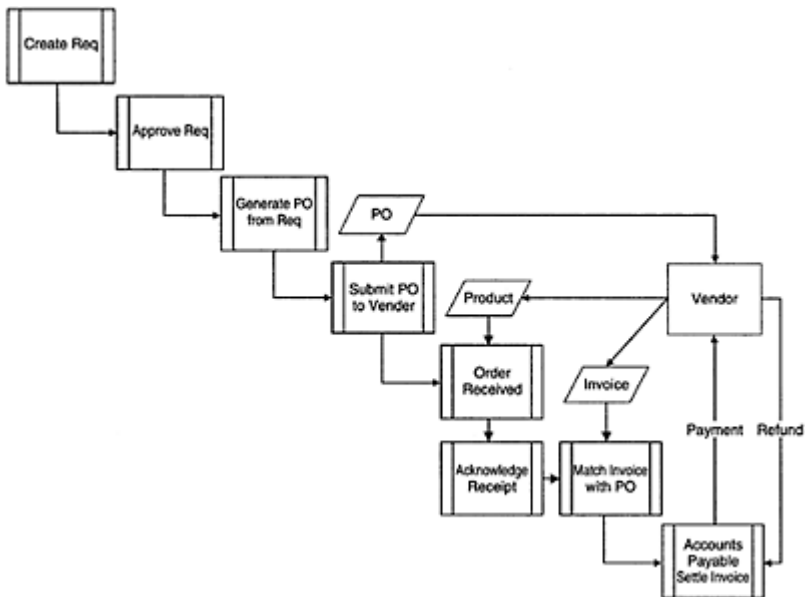 Create Req
Approve Req
Generate PO
from Req
PO
Submit PO
to Vender
Product
Vendor
Order
Received
Invoice
Payment
Refund
Acknowledge
Receipt
Match Invoice
with PO
Accounts
Payable
Settle Invoice